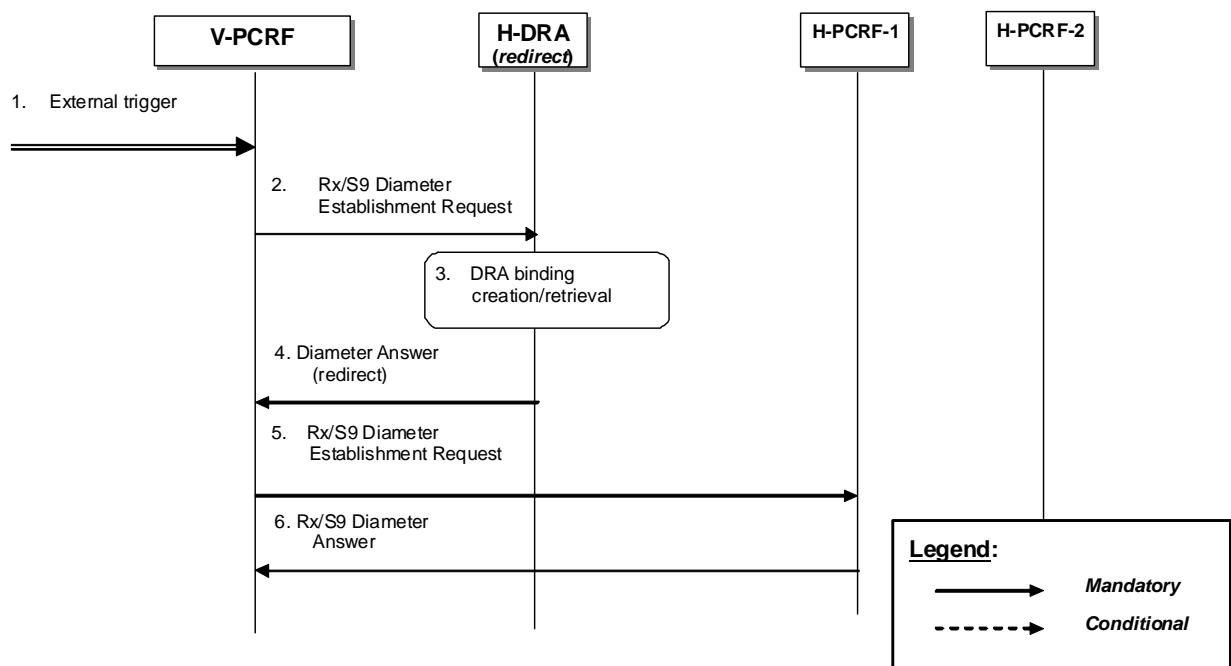 V-PCRF
H-DRA
(redirect)
H-PCRF-1
H-PCRF-2
1. External trigger
2. Rx/S9 Diameter
Establishment Request
3. DRA binding
creation/retrieval
4. Diameter Answer
(redirect)
5. Rx/S9 Diameter
Establishment Request
6. Rx/S9 Diameter
Answer
Legend:
Mandatory
Conditional